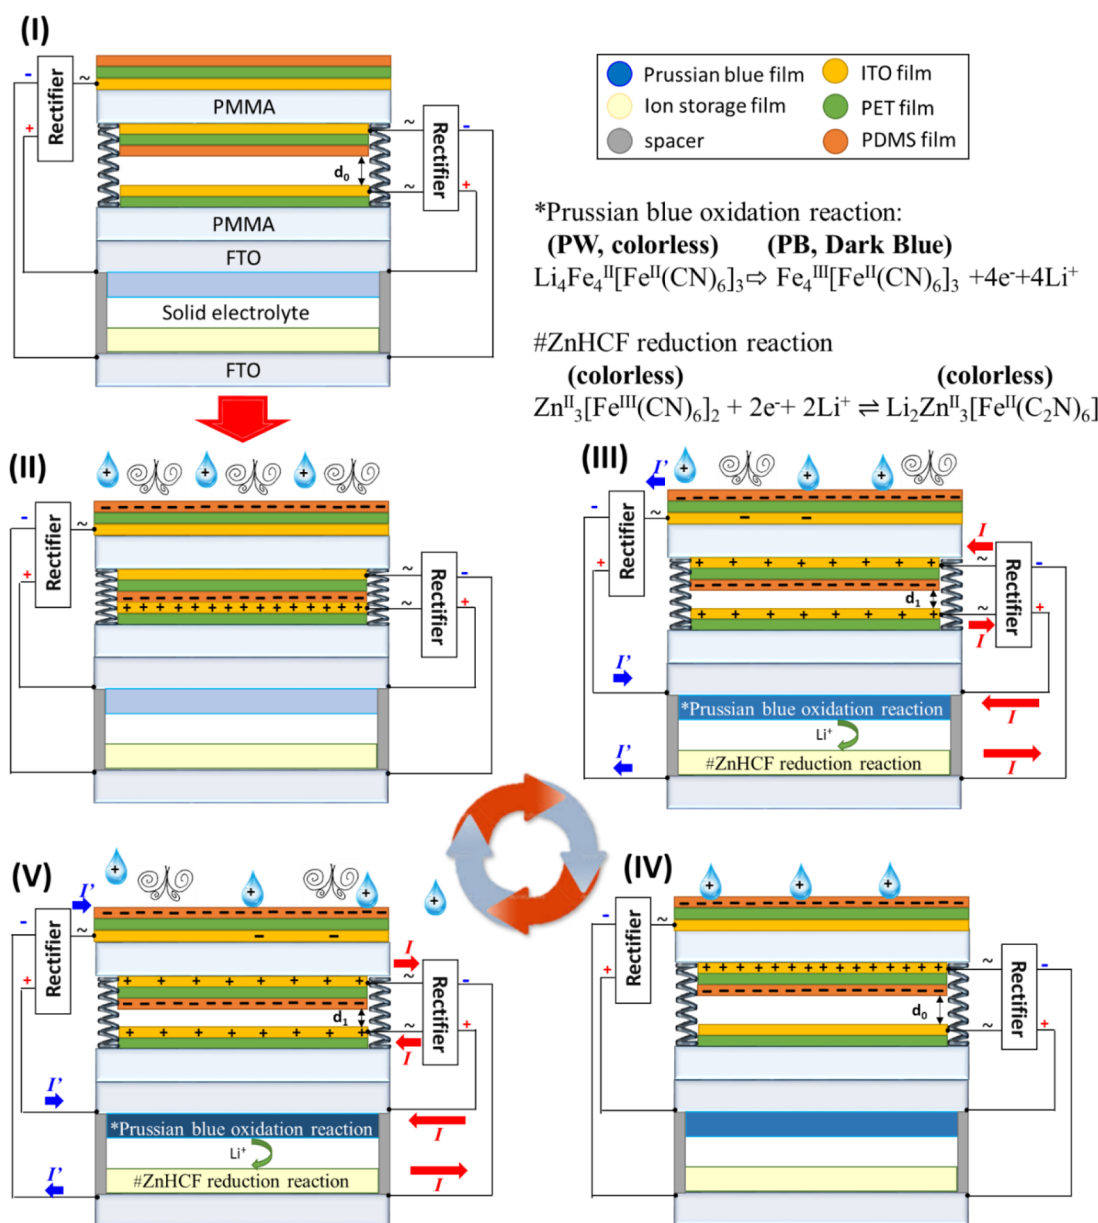 (I)
-
~
Rectifier
+
PMMA
~
Rectifier
-
d₀
~
+
PMMA
FTO
Solid electrolyte
FTO
Prussian blue film
ITO film
Ion storage film
PET film
spacer
PDMS film
*Prussian blue oxidation reaction:
(PW, colorless) (PB, Dark Blue)
Li₄Fe₄ᴵᴵ[Feᴵᴵ(CN)₆]₃⇨ Fe₄ᴵᴵᴵ[Feᴵᴵ(CN)₆]₃ +4e⁻+4Li⁺
#ZnHCF reduction reaction
(colorless) (colorless)
Znᴵᴵ₃[Feᴵᴵᴵ(CN)₆]₂ + 2e⁻+ 2Li⁺ ⇌ Li₂Znᴵᴵ₃[Feᴵᴵ(C₂N)₆]
(II)
+ + +
- - - - - - - - - - - - - - - -
-
~
Rectifier
+
~
Rectifier
-
- - - - - - - - - - - - - - - -
+ + + + + + + + + + + + + + +
~
+
(III)
I’
+ + +
- - - - - - - - - - - - - - - -
-
~
- -
Rectifier
+
I
+ + + + + + +
~
Rectifier
-
- - - - - - - - - - - - - - - -
d₁
+ + + + + + +
~
+
I
I’
*Prussian blue oxidation reaction
I
Li⁺
#ZnHCF reduction reaction
I’
I
(V)
I’
+ + + +
- - - - - - - - - - - - - - - -
-
~
- -
Rectifier
+
I
+ + + + + + +
~
Rectifier
-
- - - - - - - - - - - - - - - -
d₁
+ + + + + + +
~
+
I
I’
*Prussian blue oxidation reaction
I
Li⁺
#ZnHCF reduction reaction
I’
I
(IV)
+ + +
- - - - - - - - - - - - - - - -
-
~
Rectifier
+
+ + + + + + + + + + + + + + +
~
Rectifier
-
- - - - - - - - - - - - - - - -
d₀
~
+